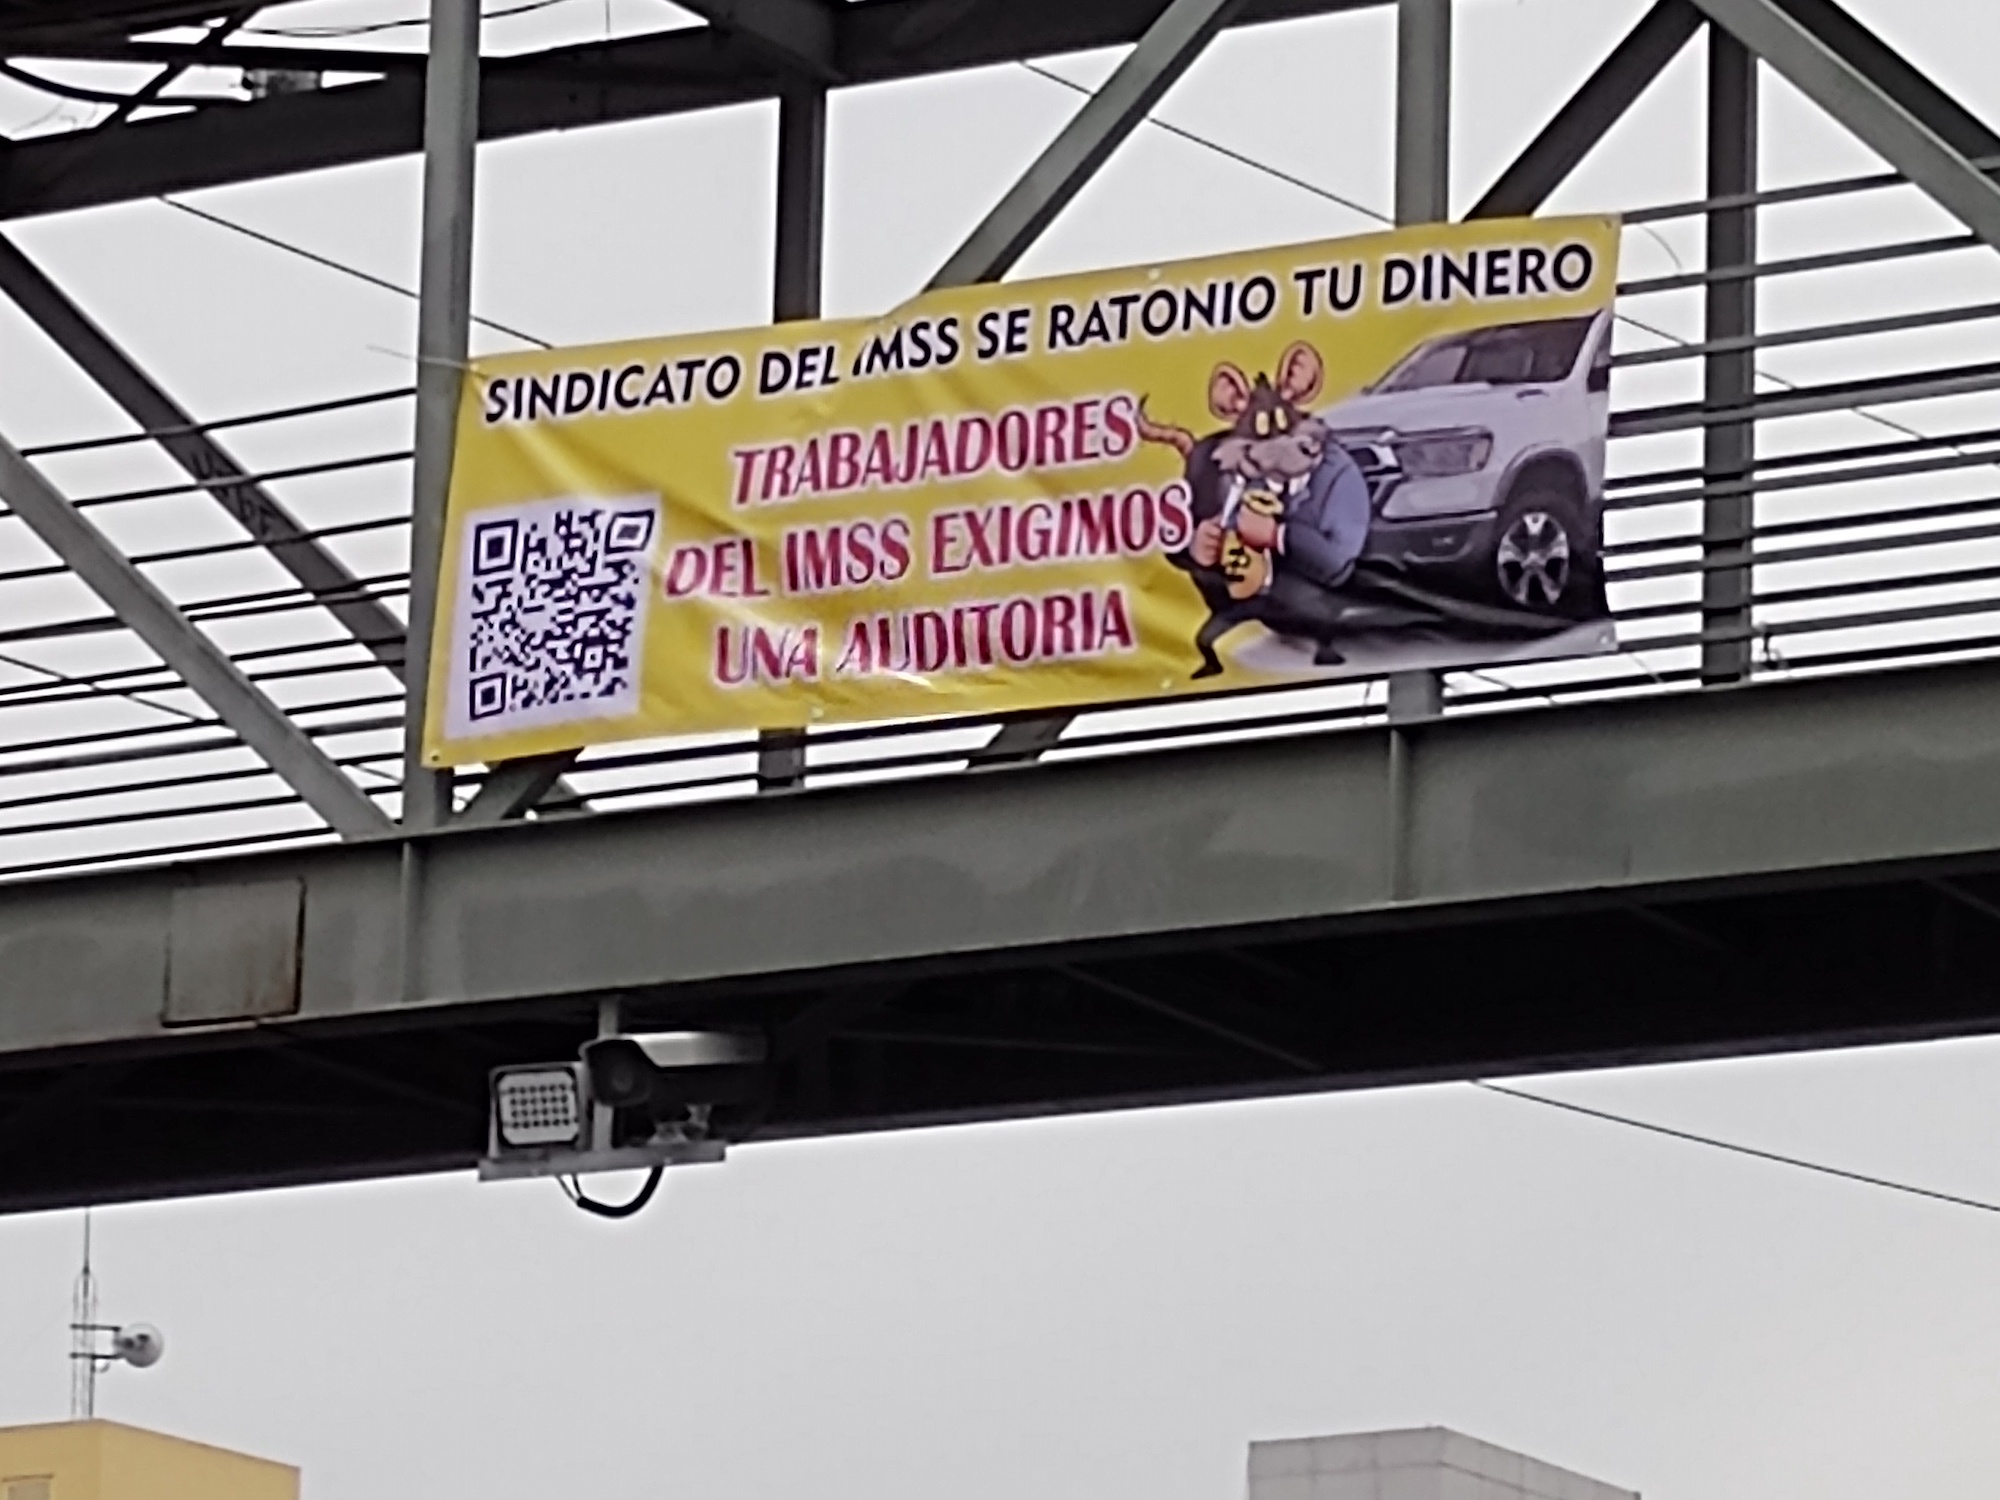 SINDICATO DEL IMSS SE RATONIO TU DINERO
TRABAJADORES
DEL IMSS EXIGIMOS
UNA AUDITORIA